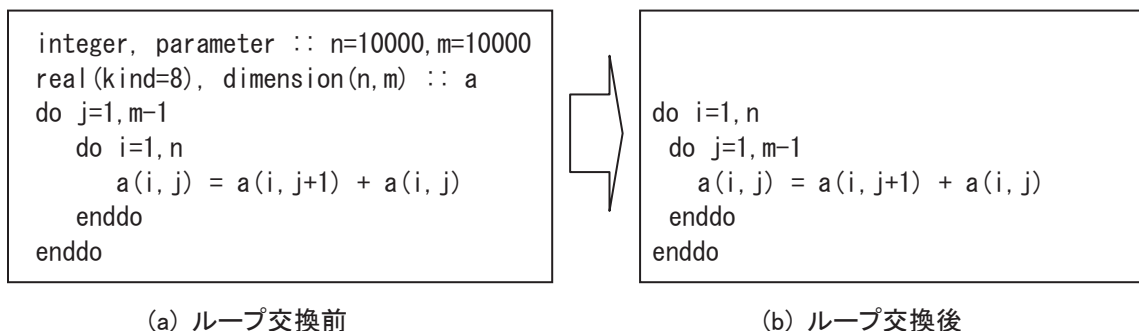 integer, parameter :: n=10000,m=10000
real(kind=8), dimension(n,m) :: a
do j=1,m-1
do i=1,n
a(i,j) = a(i,j+1) + a(i,j)
enddo
enddo
do i=1,n
do j=1,m-1
a(i,j) = a(i,j+1) + a(i,j)
enddo
enddo
(a) ループ交換前
(b) ループ交換後